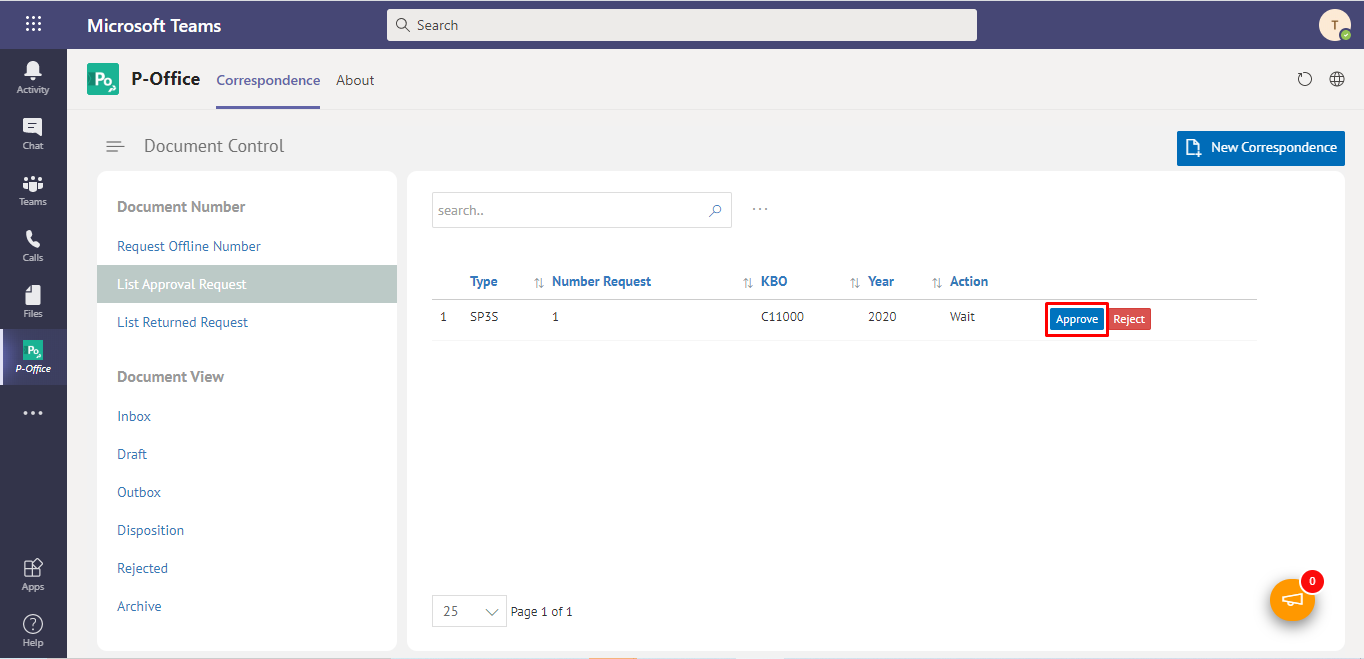 Microsoft Teams
Search
T
Activity
Chat
Teams
Calls
Files
P-Office
Apps
Help
Po
P-Office
Correspondence
About
Document Control
New Correspondence
Document Number
Request Offline Number
List Approval Request
List Returned Request
Document View
Inbox
Draft
Outbox
Disposition
Rejected
Archive
search..
Type Number Request KBO Year Action
1 SP3S 1 C11000 2020 Wait Approve Reject
25 Page 1 of 1
0